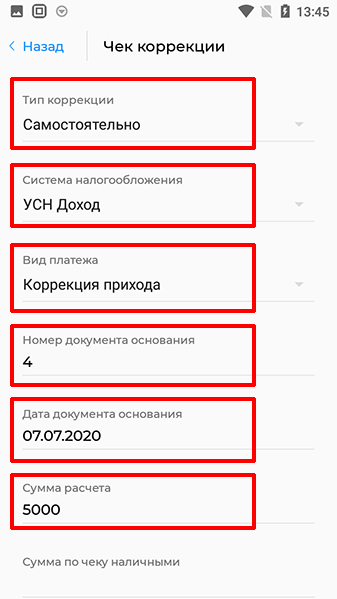 13:45
Назад
Чек коррекции
Тип коррекции
Самостоятельно
Система налогообложения
УСН Доход
Вид платежа
Коррекция прихода
Номер документа основания
4
Дата документа основания
07.07.2020
Сумма расчета
5000
Сумма по чеку наличными